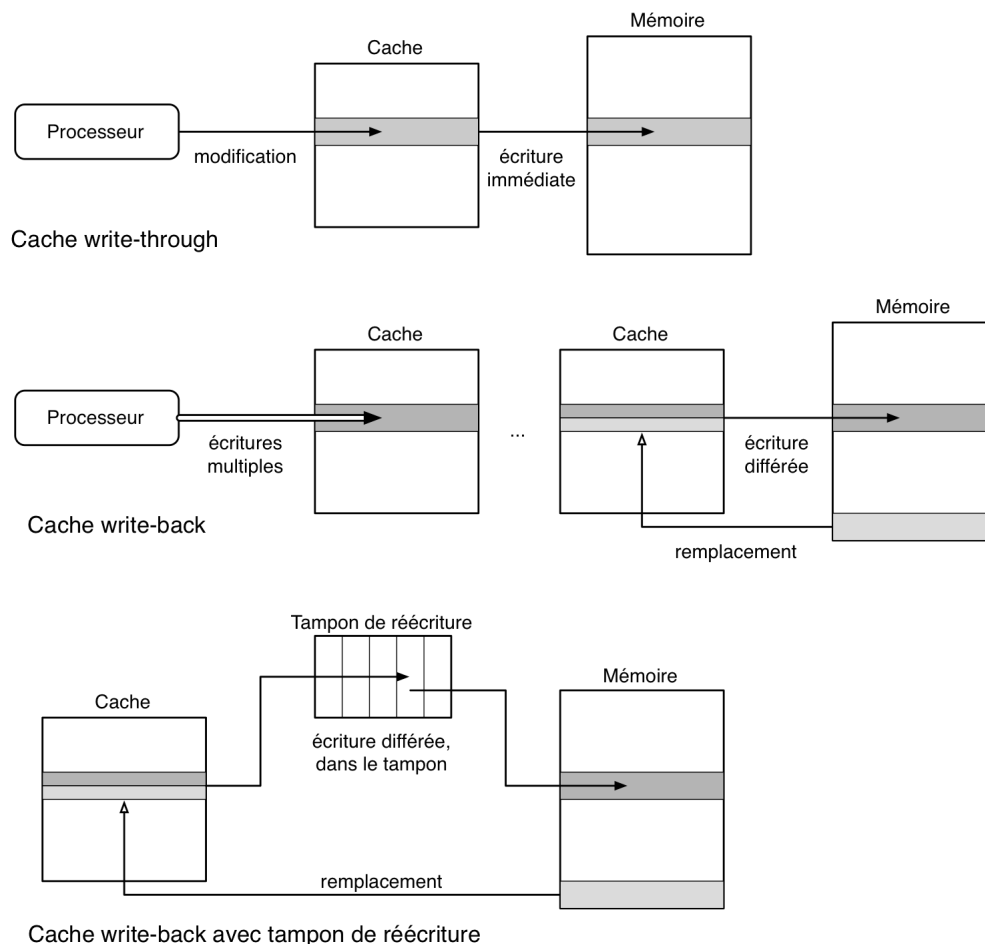 Mémoire
Cache
Processeur
modification
écriture
immédiate
Cache write-through
Mémoire
Cache
Cache
Processeur
écritures
multiples
...
écriture
différée
Cache write-back
remplacement
Tampon de réécriture
Mémoire
Cache
écriture différée,
dans le tampon
remplacement
Cache write-back avec tampon de réécriture